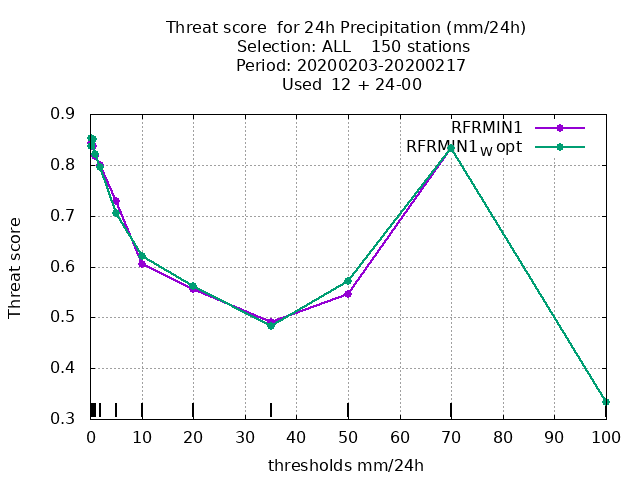 Threat score  for 24h Precipitation (mm/24h)
Selection: ALL    150 stations
Period: 20200203-20200217
Used  12 + 24-00
RFRMIN1
RFRMIN1W opt
Threat score
0.9
0.8
0.7
0.6
0.5
0.4
0.3
0 10 20 30 40 50 60 70 80 90 100
thresholds mm/24h